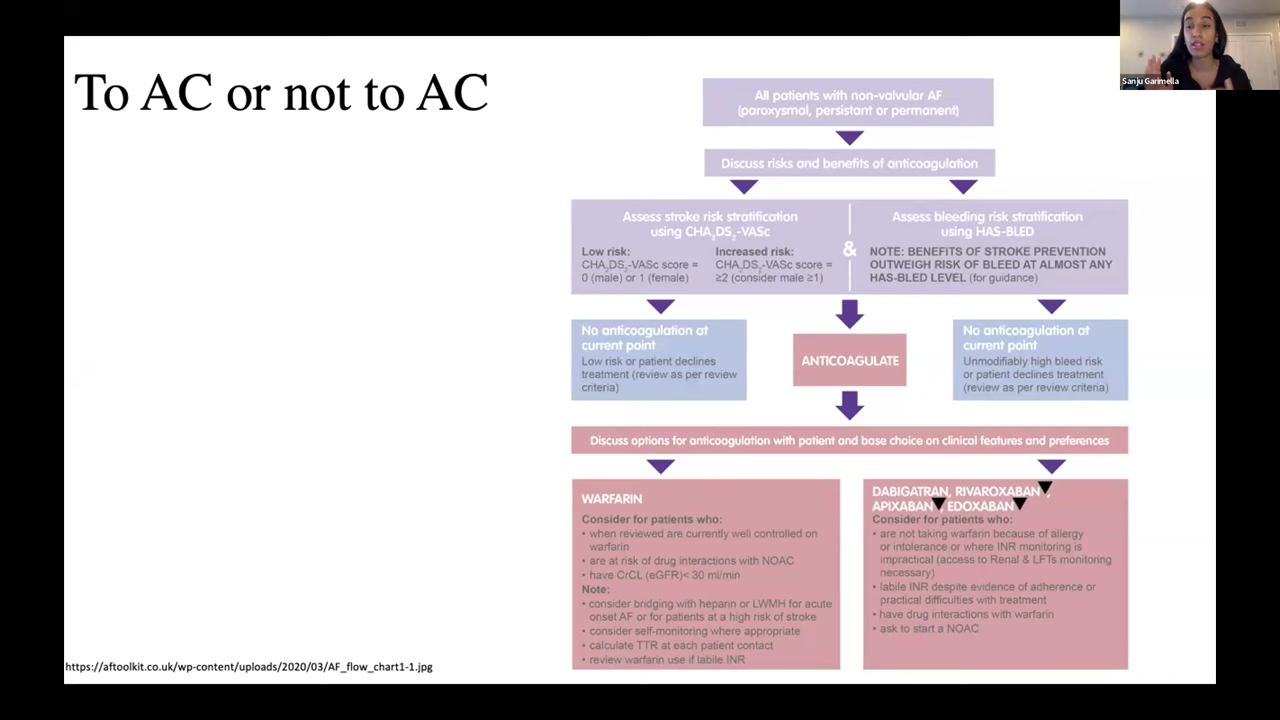 To AC or not to AC
Sanju Garimella
All patients with non-valvular AF
(paroxysmal, persistant or permanent)
Discuss risks and benefits of anticoagulation
Assess stroke risk stratification
using CHA2DS2-VASc
Low risk:
CHA2DS2-VASc score =
0 (male) or 1 (female)
Increased risk:
CHA2DS2-VASc score =
≥2 (consider male ≥1)
&
Assess bleeding risk stratification
using HAS-BLED
NOTE: BENEFITS OF STROKE PREVENTION
OUTWEIGH RISK OF BLEED AT ALMOST ANY
HAS-BLED LEVEL (for guidance)
No anticoagulation at
current point
Low risk or patient declines
treatment (review as per review
criteria)
ANTICOAGULATE
No anticoagulation at
current point
Unmodifiably high bleed risk
or patient declines treatment
(review as per review criteria)
Discuss options for anticoagulation with patient and base choice on clinical features and preferences
WARFARIN
Consider for patients who:
• when reviewed are currently well controlled on
warfarin
• are at risk of drug interactions with NOAC
• have CrCL (eGFR)< 30 ml/min
Note:
• consider bridging with heparin or LWMH for acute
onset AF or for patients at a high risk of stroke
• consider self-monitoring where appropriate
• calculate TTR at each patient contact
• review warfarin use if labile INR
DABIGATRAN, RIVAROXABAN▼,
APIXABAN▼, EDOXABAN▼
Consider for patients who:
• are not taking warfarin because of allergy
or intolerance or where INR monitoring is
impractical (access to Renal & LFTs monitoring
necessary)
• labile INR despite evidence of adherence or
practical difficulties with treatment
• have drug interactions with warfarin
• ask to start a NOAC
https://aftoolkit.co.uk/wp-content/uploads/2020/03/AF_flow_chart1-1.jpg